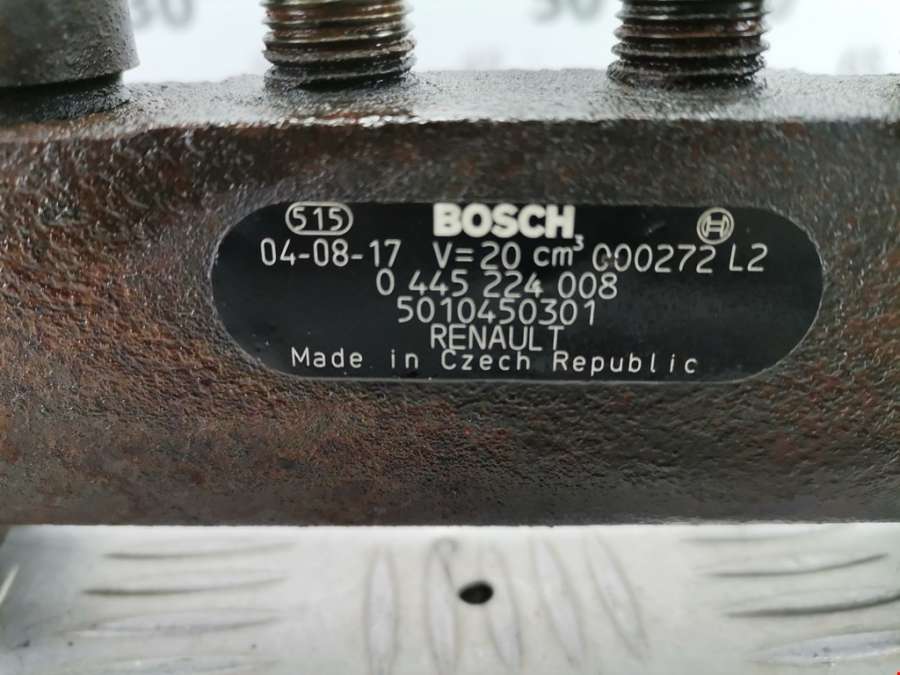 515 BOSCH
04-08-17 V=20 cm³ 000272 L2
0 445 224 008
5010450301
RENAULT
Made in Czech Republic